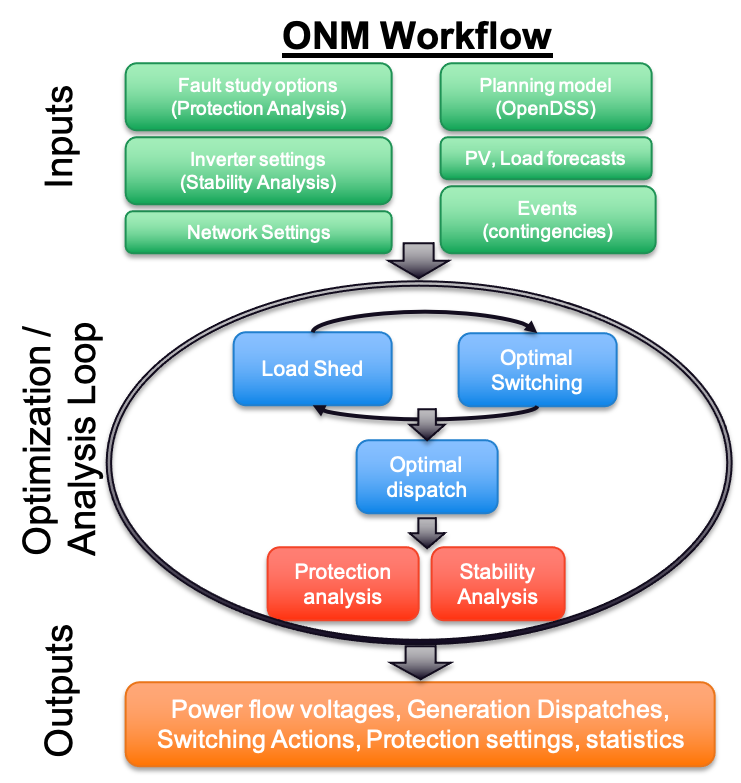 ONM Workflow
Inputs
Fault study options
(Protection Analysis)
Planning model
(OpenDSS)
Inverter settings
(Stability Analysis)
PV, Load forecasts
Network Settings
Events
(contingencies)
Optimization /
Analysis Loop
Load Shed
Optimal
Switching
Optimal
dispatch
Protection
analysis
Stability
Analysis
Outputs
Power flow voltages, Generation Dispatches,
Switching Actions, Protection settings, statistics